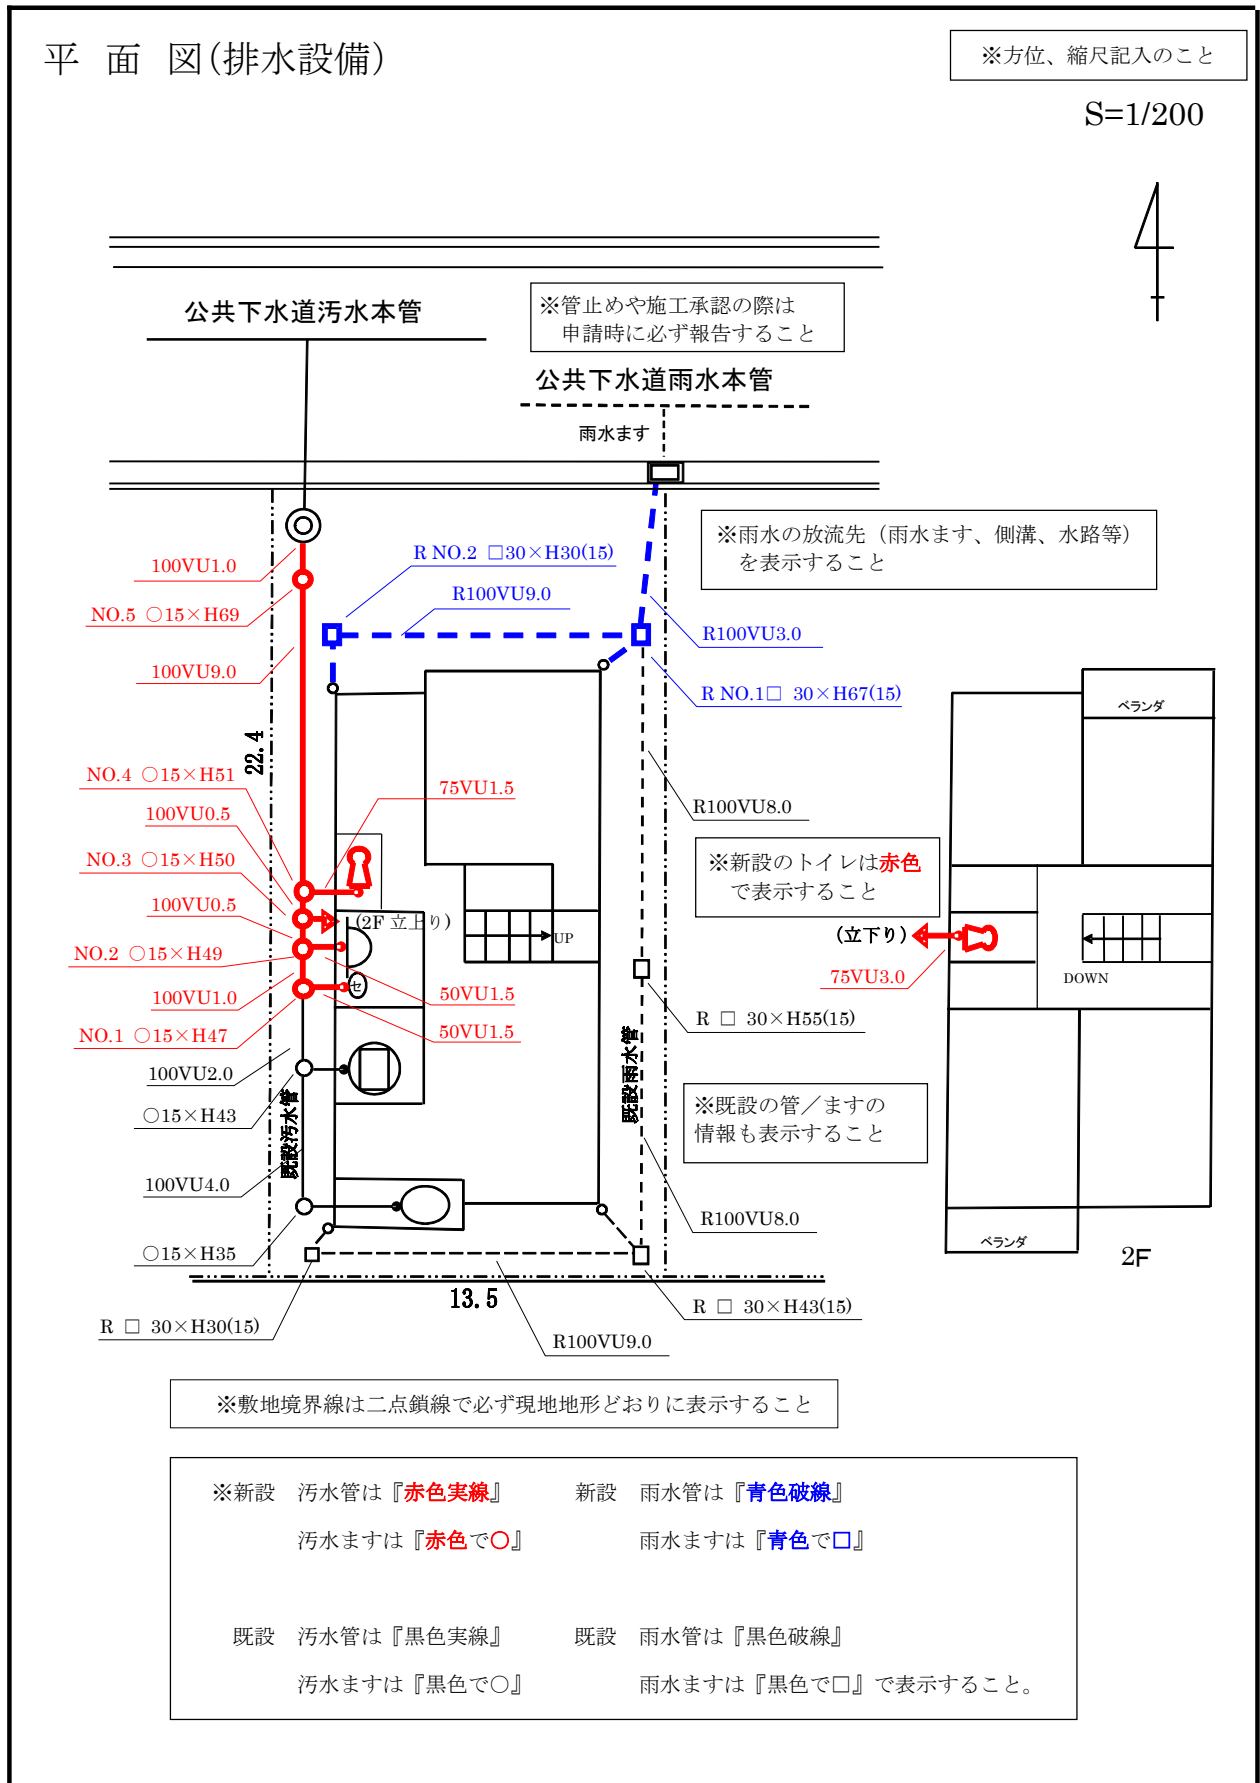 平 面 図(排水設備)
※方位、縮尺記入のこと
S=1/200
公共下水道汚水本管
※管止めや施工承認の際は
申請時に必ず報告すること
公共下水道雨水本管
雨水ます
※雨水の放流先（雨水ます、側溝、水路等）
を表示すること
100VU1.0
R NO.2 □30×H30(15)
NO.5 ○15×H69
R100VU9.0
R100VU3.0
100VU9.0
R NO.1□ 30×H67(15)
ベランダ
22.4
NO.4 ○15×H51
75VU1.5
100VU0.5
R100VU8.0
NO.3 ○15×H50
※新設のトイレは赤色
で表示すること
100VU0.5
(2F 立上り)
UP
(立下り)
NO.2 ○15×H49
セ
75VU3.0
DOWN
100VU1.0
50VU1.5
NO.1 ○15×H47
50VU1.5
R □ 30×H55(15)
100VU2.0
既設雨水管
○15×H43
既設汚水管
※既設の管／ますの
情報も表示すること
100VU4.0
R100VU8.0
○15×H35
ベランダ
2F
13.5
R □ 30×H43(15)
R □ 30×H30(15)
R100VU9.0
※敷地境界線は二点鎖線で必ず現地地形どおりに表示すること
※新設 汚水管は『赤色実線』 新設 雨水管は『青色破線』
汚水ますは『赤色で○』 雨水ますは『青色で□』
既設 汚水管は『黒色実線』 既設 雨水管は『黒色破線』
汚水ますは『黒色で○』 雨水ますは『黒色で□』で表示すること。